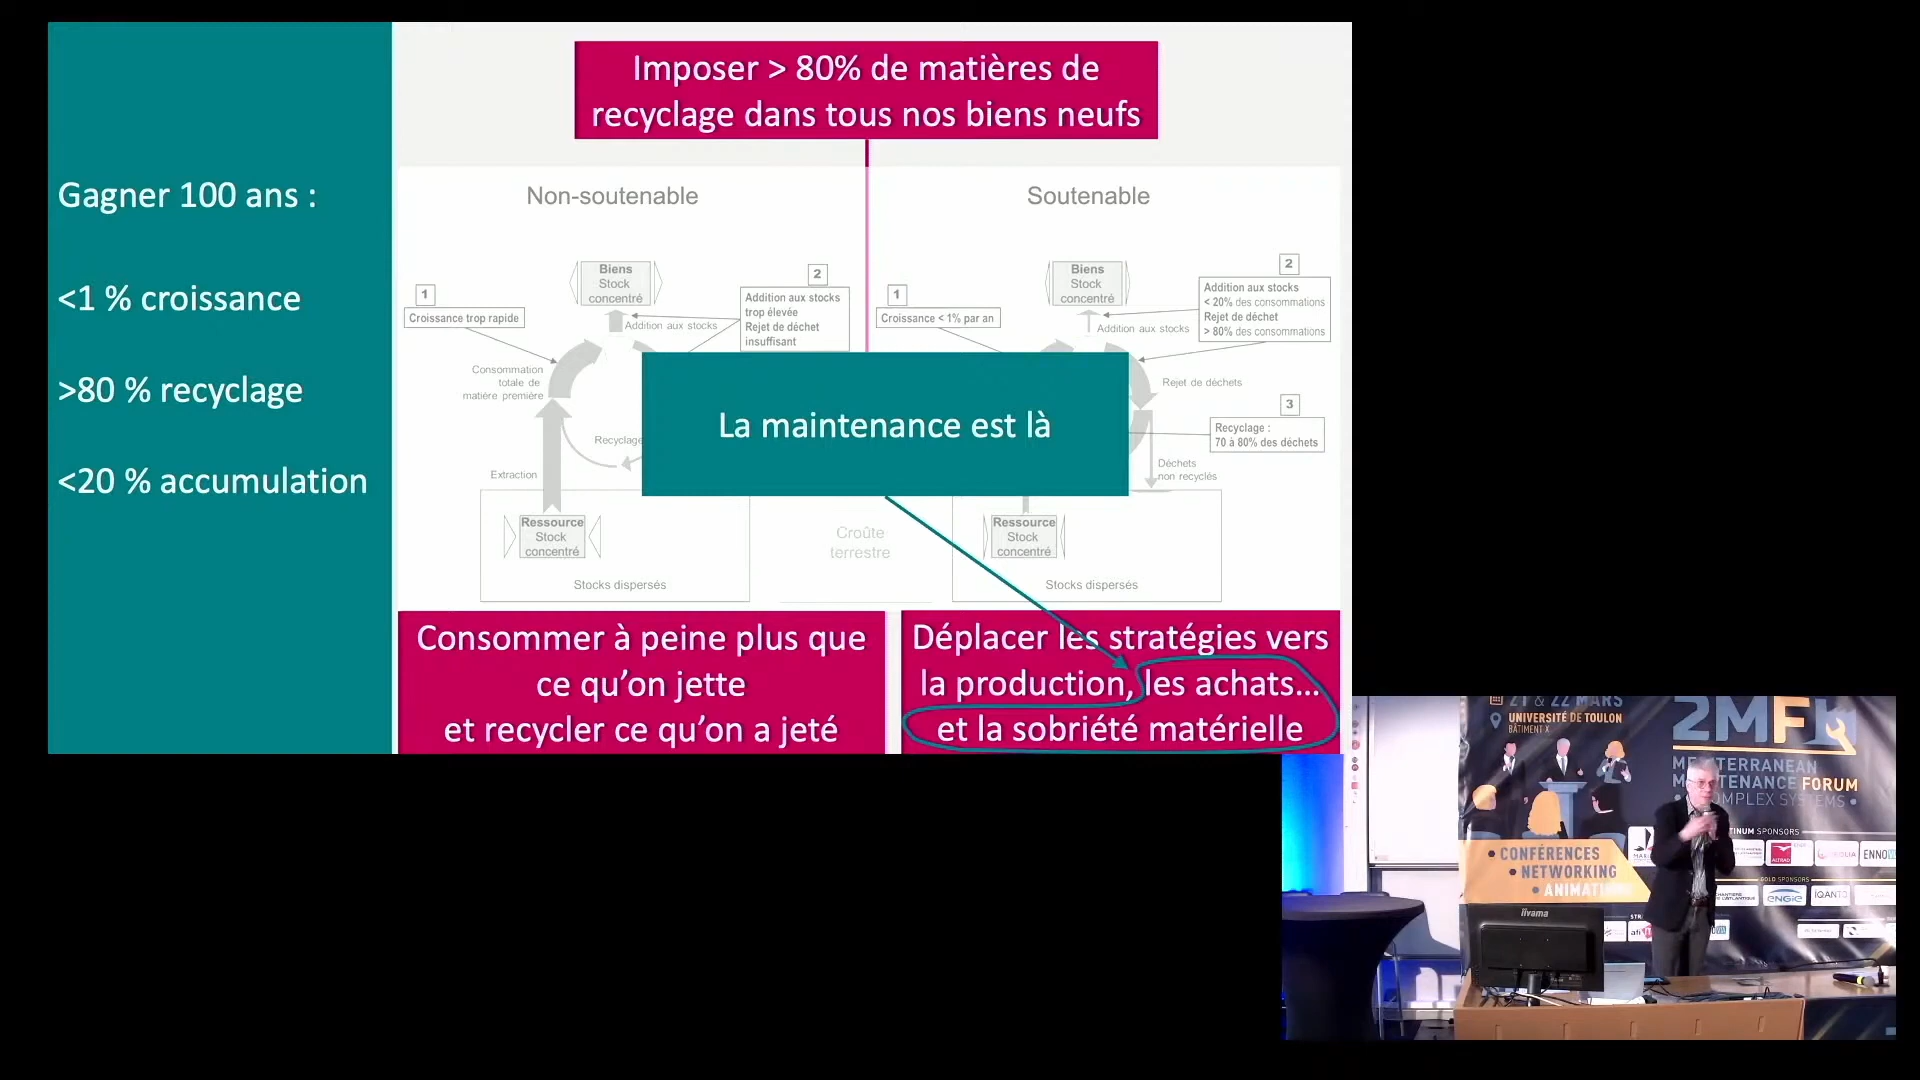 Imposer > 80% de matières de
recyclage dans tous nos biens neufs
Gagner 100 ans :
<1 % croissance
>80 % recyclage
<20 % accumulation
Non-soutenable
1
Croissance trop rapide
Biens
Stock
concentré
2
Addition aux stocks
trop élevée
Rejet de déchet
insuffisant
Addition aux stocks
Consommation
totale de
matière première
Recyclage
Extraction
Ressource
Stock
concentré
Stocks dispersés
Croûte
terrestre
Soutenable
1
Croissance < 1% par an
Biens
Stock
concentré
2
Addition aux stocks
< 20% des consommations
Rejet de déchet
> 80% des consommations
Addition aux stocks
Rejet de déchets
3
Recyclage :
70 à 80% des déchets
Déchets
non recyclés
Ressource
Stock
concentré
Stocks dispersés
La maintenance est là
Consommer à peine plus que
ce qu’on jette
et recycler ce qu’on a jeté
Déplacer les stratégies vers
la production, les achats…
et la sobriété matérielle
21 & 22 MARS
UNIVERSITÉ DE TOULON
BÂTIMENT X
2MF
MEDITERRANEAN
MAINTENANCE FORUM
COMPLEX SYSTEMS •
• CONFÉRENCES
• NETWORKING
SPONSORS
ALTRAD
GOLD SPONSORS
ENGIE
IQANTO
iiyama